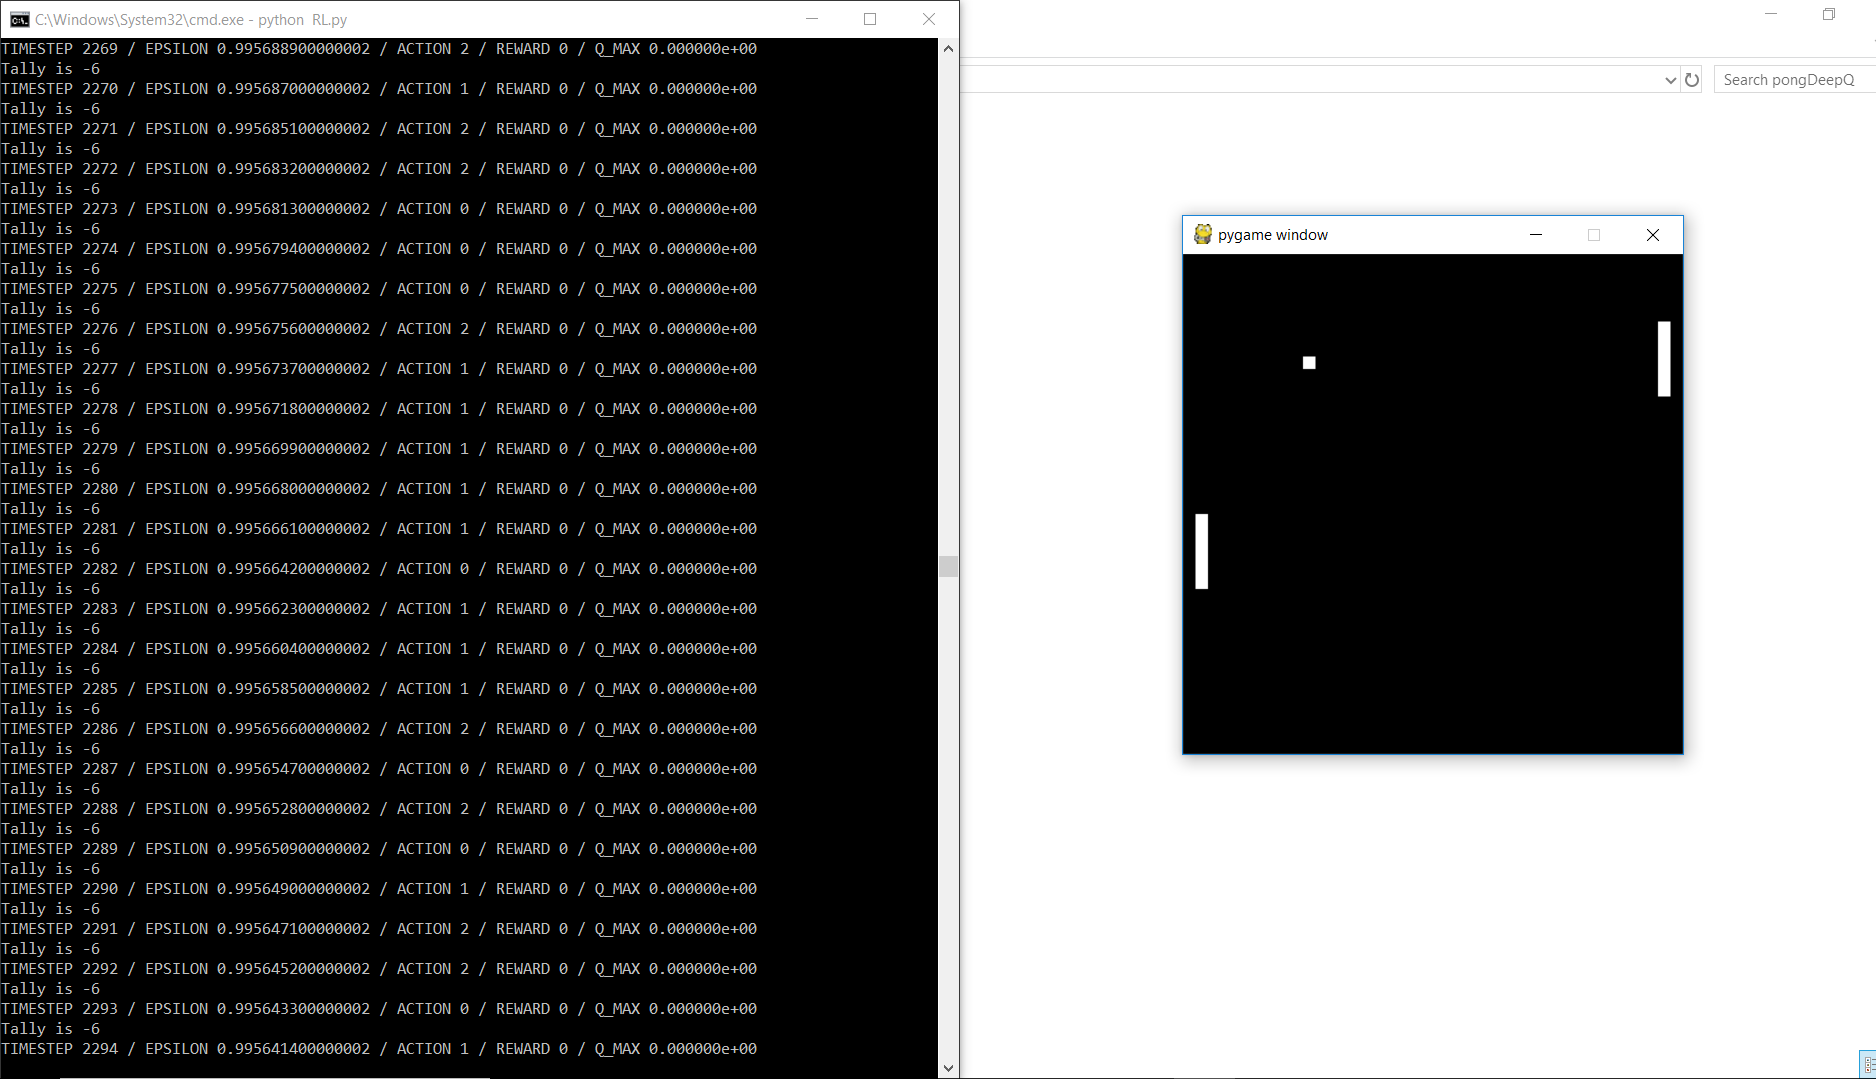 C:\Windows\System32\cmd.exe - python  RL.py
TIMESTEP 2269 / EPSILON 0.995688900000002 / ACTION 2 / REWARD 0 / Q_MAX 0.000000e+00
Tally is -6
TIMESTEP 2270 / EPSILON 0.995687000000002 / ACTION 1 / REWARD 0 / Q_MAX 0.000000e+00
Tally is -6
TIMESTEP 2271 / EPSILON 0.995685100000002 / ACTION 2 / REWARD 0 / Q_MAX 0.000000e+00
Tally is -6
TIMESTEP 2272 / EPSILON 0.995683200000002 / ACTION 2 / REWARD 0 / Q_MAX 0.000000e+00
Tally is -6
TIMESTEP 2273 / EPSILON 0.995681300000002 / ACTION 0 / REWARD 0 / Q_MAX 0.000000e+00
Tally is -6
TIMESTEP 2274 / EPSILON 0.995679400000002 / ACTION 0 / REWARD 0 / Q_MAX 0.000000e+00
Tally is -6
TIMESTEP 2275 / EPSILON 0.995677500000002 / ACTION 0 / REWARD 0 / Q_MAX 0.000000e+00
Tally is -6
TIMESTEP 2276 / EPSILON 0.995675600000002 / ACTION 2 / REWARD 0 / Q_MAX 0.000000e+00
Tally is -6
TIMESTEP 2277 / EPSILON 0.995673700000002 / ACTION 1 / REWARD 0 / Q_MAX 0.000000e+00
Tally is -6
TIMESTEP 2278 / EPSILON 0.995671800000002 / ACTION 1 / REWARD 0 / Q_MAX 0.000000e+00
Tally is -6
TIMESTEP 2279 / EPSILON 0.995669900000002 / ACTION 1 / REWARD 0 / Q_MAX 0.000000e+00
Tally is -6
TIMESTEP 2280 / EPSILON 0.995668000000002 / ACTION 1 / REWARD 0 / Q_MAX 0.000000e+00
Tally is -6
TIMESTEP 2281 / EPSILON 0.995666100000002 / ACTION 1 / REWARD 0 / Q_MAX 0.000000e+00
Tally is -6
TIMESTEP 2282 / EPSILON 0.995664200000002 / ACTION 0 / REWARD 0 / Q_MAX 0.000000e+00
Tally is -6
TIMESTEP 2283 / EPSILON 0.995662300000002 / ACTION 1 / REWARD 0 / Q_MAX 0.000000e+00
Tally is -6
TIMESTEP 2284 / EPSILON 0.995660400000002 / ACTION 1 / REWARD 0 / Q_MAX 0.000000e+00
Tally is -6
TIMESTEP 2285 / EPSILON 0.995658500000002 / ACTION 1 / REWARD 0 / Q_MAX 0.000000e+00
Tally is -6
TIMESTEP 2286 / EPSILON 0.995656600000002 / ACTION 2 / REWARD 0 / Q_MAX 0.000000e+00
Tally is -6
TIMESTEP 2287 / EPSILON 0.995654700000002 / ACTION 0 / REWARD 0 / Q_MAX 0.000000e+00
Tally is -6
TIMESTEP 2288 / EPSILON 0.995652800000002 / ACTION 2 / REWARD 0 / Q_MAX 0.000000e+00
Tally is -6
TIMESTEP 2289 / EPSILON 0.995650900000002 / ACTION 0 / REWARD 0 / Q_MAX 0.000000e+00
Tally is -6
TIMESTEP 2290 / EPSILON 0.995649000000002 / ACTION 1 / REWARD 0 / Q_MAX 0.000000e+00
Tally is -6
TIMESTEP 2291 / EPSILON 0.995647100000002 / ACTION 2 / REWARD 0 / Q_MAX 0.000000e+00
Tally is -6
TIMESTEP 2292 / EPSILON 0.995645200000002 / ACTION 2 / REWARD 0 / Q_MAX 0.000000e+00
Tally is -6
TIMESTEP 2293 / EPSILON 0.995643300000002 / ACTION 0 / REWARD 0 / Q_MAX 0.000000e+00
Tally is -6
TIMESTEP 2294 / EPSILON 0.995641400000002 / ACTION 1 / REWARD 0 / Q_MAX 0.000000e+00
Search pongDeepQ
pygame window